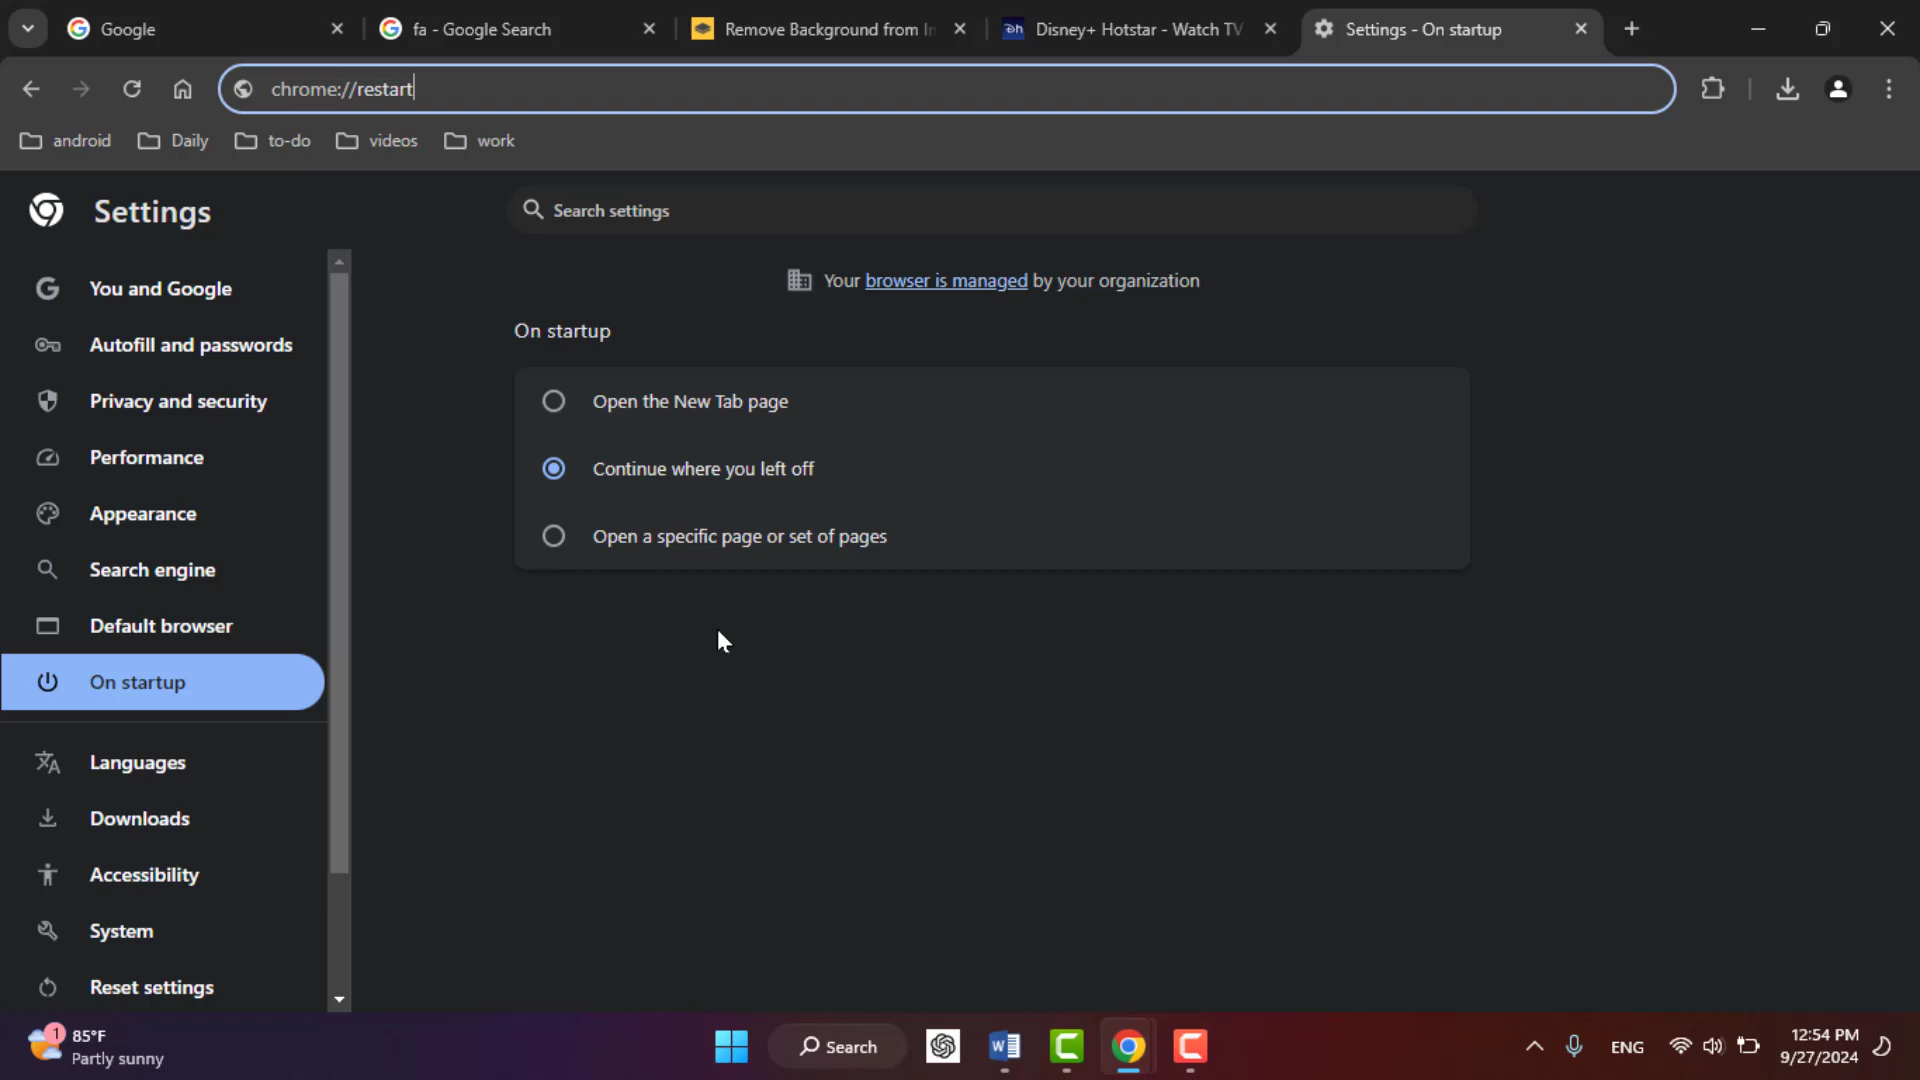 Google
fa - Google Search
Remove Background from In
Disney+ Hotstar - Watch TV
Settings - On startup
chrome://restart
android
Daily
to-do
videos
work
Settings
Search settings
You and Google
Your browser is managed by your organization
Autofill and passwords
On startup
Privacy and security
Open the New Tab page
Performance
Continue where you left off
Appearance
Open a specific page or set of pages
Search engine
Default browser
On startup
Languages
Downloads
Accessibility
System
Reset settings
1
85°F
Partly sunny
Search
ENG
12:54 PM
9/27/2024